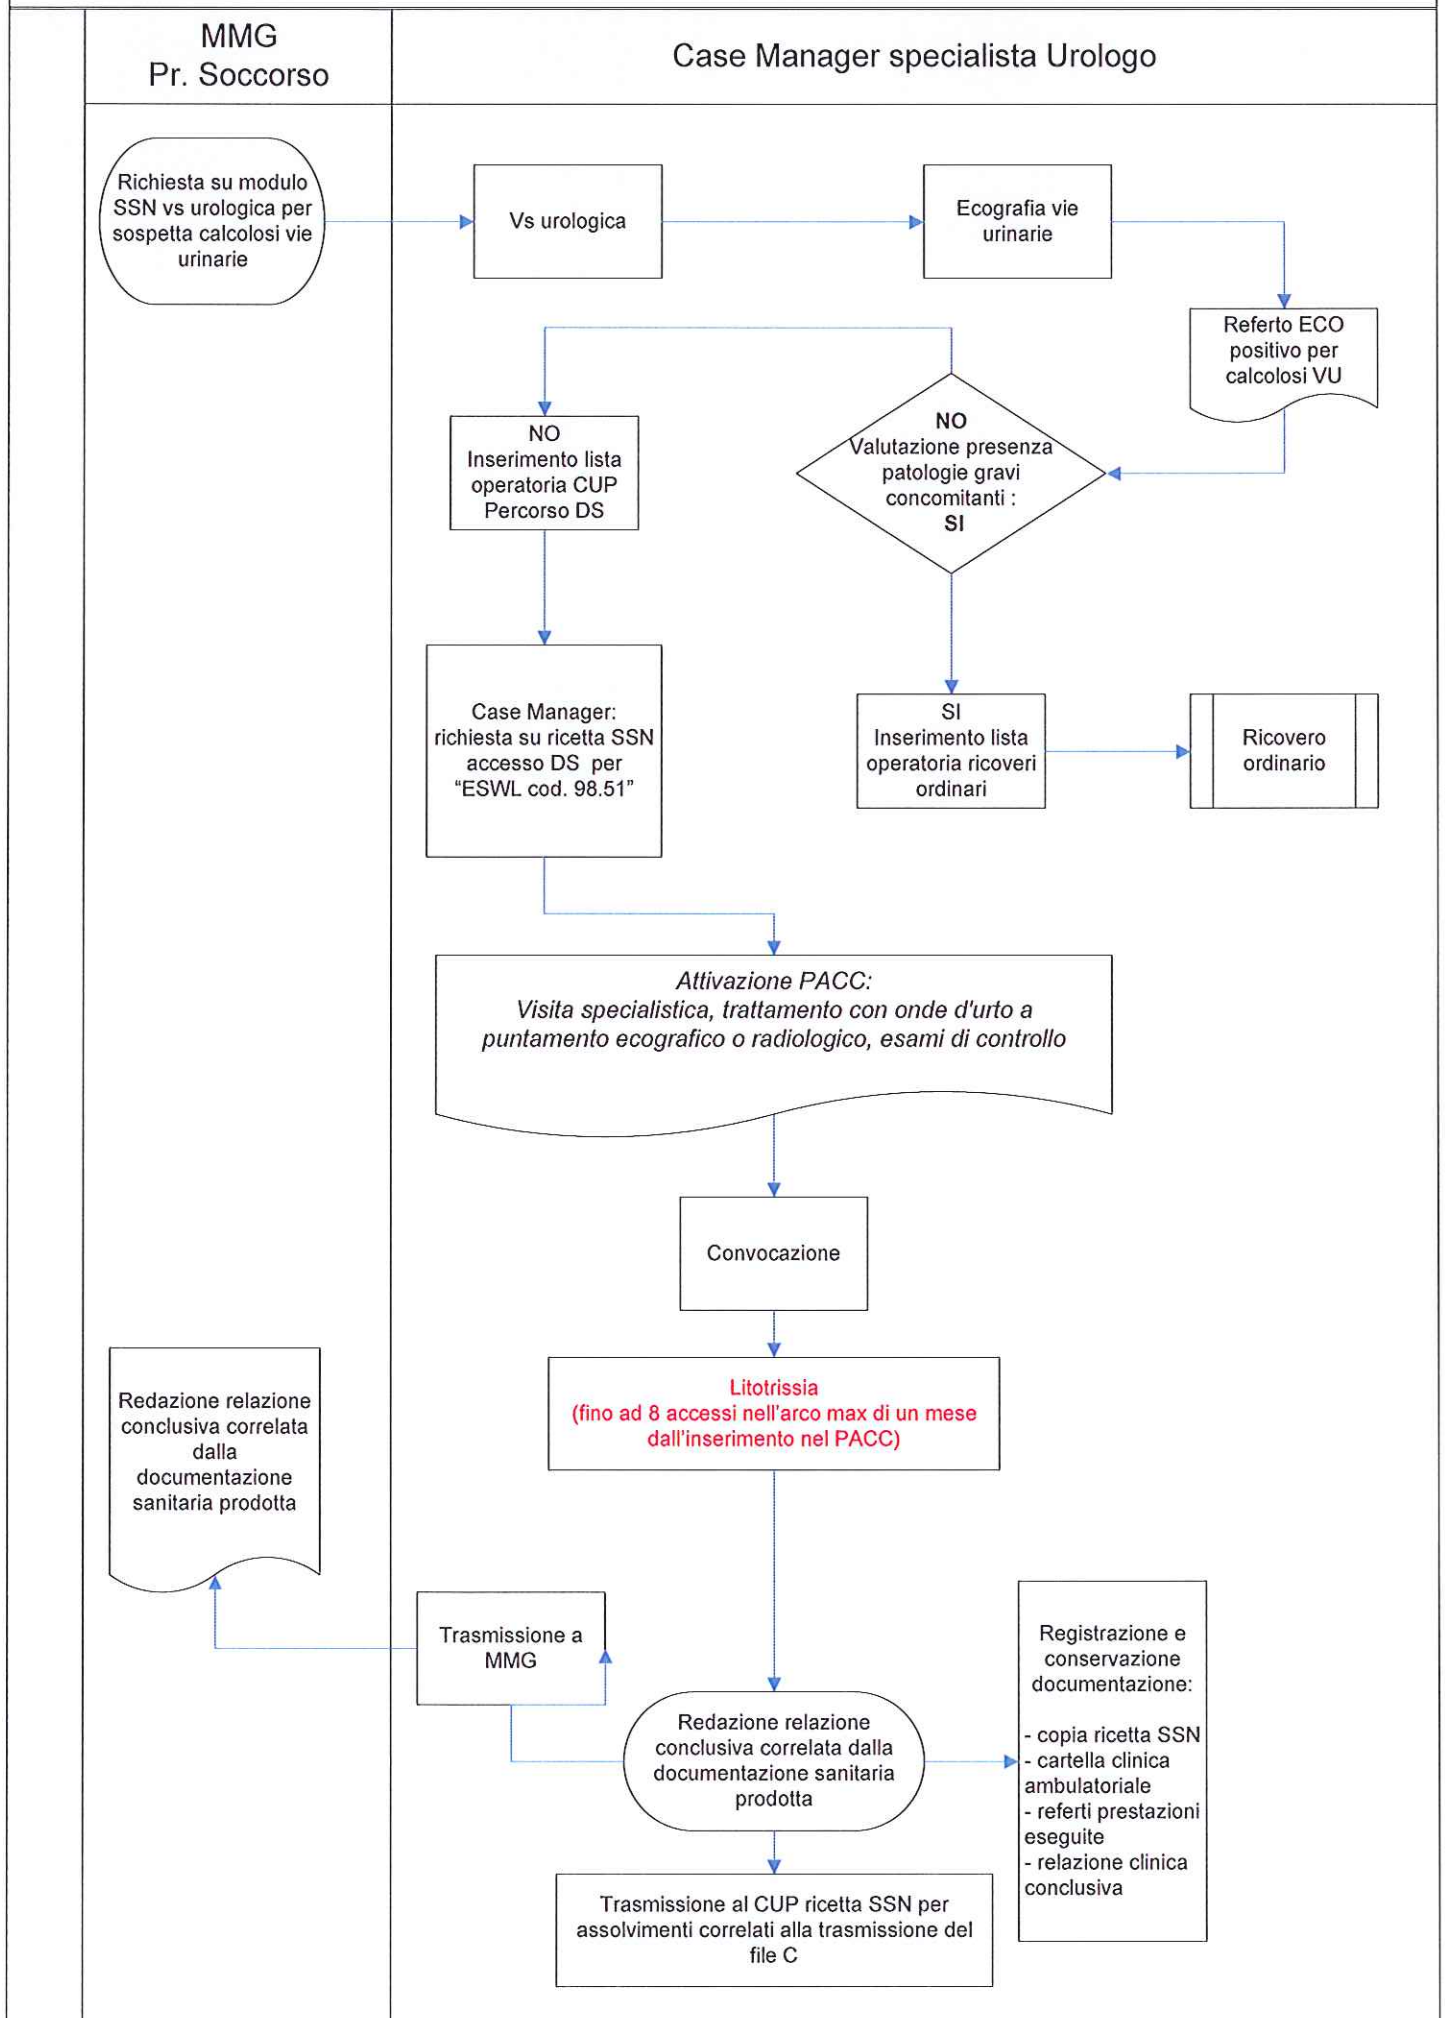 MMG
Pr. Soccorso
Case Manager specialista Urologo
Richiesta su modulo
SSN vs urologica per
sospetta calcolosi vie
urinarie
Vs urologica
Ecografia vie
urinarie
Referto ECO
positivo per
calcolosi VU
NO
Valutazione presenza
patologie gravi
concomitanti :
SI
NO
Inserimento lista
operatoria CUP
Percorso DS
Case Manager:
richiesta su ricetta SSN
accesso DS per
“ESWL cod. 98.51”
SI
Inserimento lista
operatoria ricoveri
ordinari
Ricovero
ordinario
Attivazione PACC:
Visita specialistica, trattamento con onde d'urto a
puntamento ecografico o radiologico, esami di controllo
Convocazione
Litotrissia
(fino ad 8 accessi nell'arco max di un mese
dall'inserimento nel PACC)
Redazione relazione
conclusiva correlata
dalla
documentazione
sanitaria prodotta
Trasmissione a
MMG
Redazione relazione
conclusiva correlata dalla
documentazione sanitaria
prodotta
Registrazione e
conservazione
documentazione:
- copia ricetta SSN
- cartella clinica
ambulatoriale
- referti prestazioni
eseguite
- relazione clinica
conclusiva
Trasmissione al CUP ricetta SSN per
assolvimenti correlati alla trasmissione del
file C